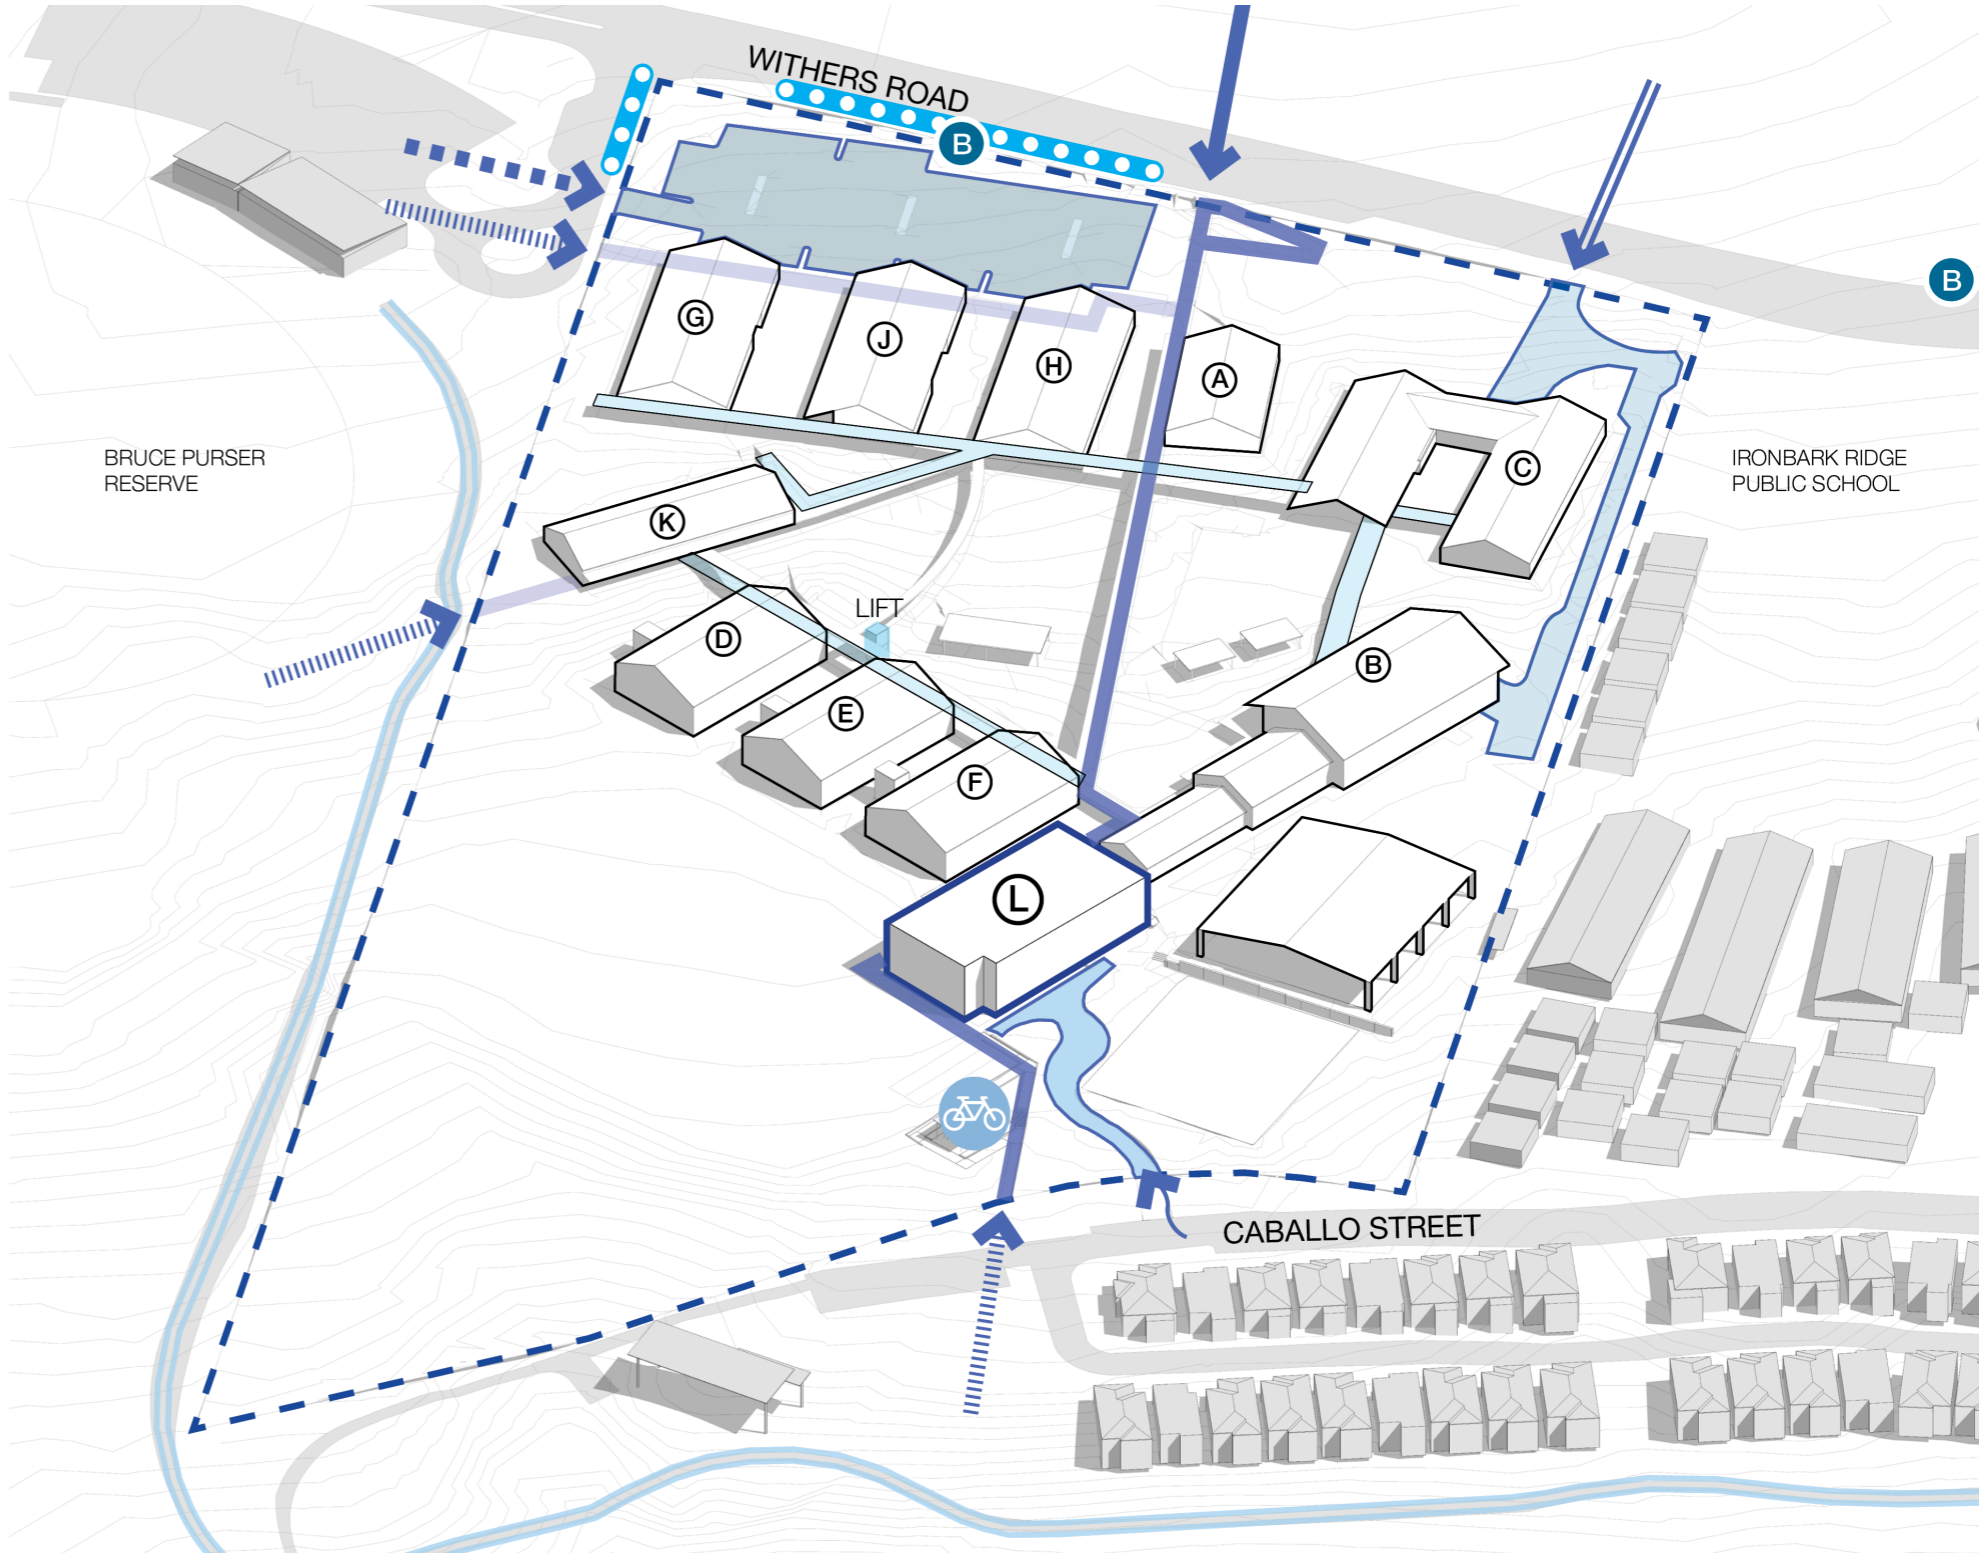 WITHERS ROAD
B
B
G
J
H
A
C
BRUCE PURSER
RESERVE
IRONBARK RIDGE
PUBLIC SCHOOL
K
LIFT
D
B
E
F
L
CABALLO STREET